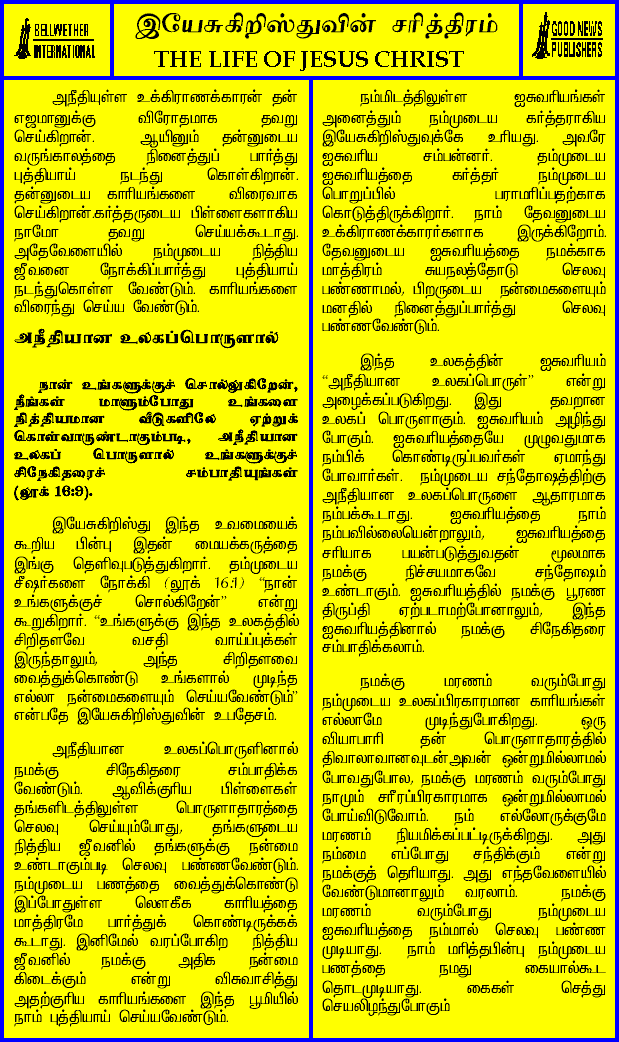 BELLWETHER
INTERNATIONAL
இயேசுகிறிஸ்துவின் சரித்திரம்
THE LIFE OF JESUS CHRIST
GOOD NEWS
PUBLISHERS
அநீதியுள்ள உக்கிராணக்காரன் தன்
எஜமானுக்கு விரோதமாக தவறு
செய்கிறான். ஆயினும் தன்னுடைய
வருங்காலத்தை நினைத்துப் பார்த்து
புத்தியாய் நடந்து கொள்கிறான்.
தன்னுடைய காரியங்களை விரைவாக
செய்கிறான்.கர்த்தருடைய பிள்ளைகளாகிய
நாமோ தவறு செய்யக்கூடாது.
அதேவேளையில் நம்முடைய நித்திய
ஜீவனை நோக்கிப்பார்த்து புத்தியாய்
நடந்துகொள்ள வேண்டும். காரியங்களை
விரைந்து செய்ய வேண்டும்.
அநீதியான உலகப்பொருளால்
நான் உங்களுக்குச் சொல்லுகிறேன்,
நீங்கள் மாளும்போது உங்களை
நித்தியமான வீடுகளிலே ஏற்றுக்
கொள்வாருண்டாகும்படி, அநீதியான
உலகப் பொருளால் உங்களுக்குச்
சிநேகிதரைச் சம்பாதியுங்கள்
(லூக் 16:9).
இயேசுகிறிஸ்து இந்த உவமையைக்
கூறிய பின்பு இதன் மையக்கருத்தை
இங்கு தெளிவுபடுத்துகிறார். தம்முடைய
சீஷர்களை நோக்கி (லூக் 16:1) “நான்
உங்களுக்குச் சொல்கிறேன்” என்று
கூறுகிறார். “உங்களுக்கு இந்த உலகத்தில்
சிறிதளவே வசதி வாய்ப்புக்கள்
இருந்தாலும், அந்த சிறிதளவை
வைத்துக்கொண்டு உங்களால் முடிந்த
எல்லா நன்மைகளையும் செய்யவேண்டும்”
என்பதே இயேசுகிறிஸ்துவின் உபதேசம்.
அநீதியான உலகப்பொருளினால்
நமக்கு சிநேகிதரை சம்பாதிக்க
வேண்டும். ஆவிக்குரிய பிள்ளைகள்
தங்களிடத்திலுள்ள பொருளாதாரத்தை
செலவு செய்யும்போது, தங்களுடைய
நித்திய ஜீவனில் தங்களுக்கு நன்மை
உண்டாகும்படி செலவு பண்ணவேண்டும்.
நம்முடைய பணத்தை வைத்துக்கொண்டு
இப்போதுள்ள லௌகீக காரியத்தை
மாத்திரமே பார்த்துக் கொண்டிருக்கக்
கூடாது. இனிமேல் வரப்போகிற நித்திய
ஜீவனில் நமக்கு அதிக நன்மை
கிடைக்கும் என்று விசுவாசித்து
அதற்குரிய காரியங்களை இந்த பூமியில்
நாம் புத்தியாய் செய்யவேண்டும்.
நம்மிடத்திலுள்ள ஐசுவரியங்கள்
அனைத்தும் நம்முடைய கர்த்தராகிய
இயேசுகிறிஸ்துவுக்கே உரியது. அவரே
ஐசுவரிய சம்பன்னர். தம்முடைய
ஐசுவரியத்தை கர்த்தர் நம்முடைய
பொறுப்பில் பராமரிப்பதற்காக
கொடுத்திருக்கிறார். நாம் தேவனுடைய
உக்கிராணக்காரர்களாக இருக்கிறோம்.
தேவனுடைய ஐசுவரியத்தை நமக்காக
மாத்திரம் சுயநலத்தோடு செலவு
பண்ணாமல், பிறருடைய நன்மைகளையும்
மனதில் நினைத்துப்பார்த்து செலவு
பண்ணவேண்டும்.
இந்த உலகத்தின் ஐசுவரியம்
“அநீதியான உலகப்பொருள்” என்று
அழைக்கப்படுகிறது. இது தவறான
உலகப் பொருளாகும். ஐசுவரியம் அழிந்து
போகும். ஐசுவரியத்தையே முழுவதுமாக
நம்பிக் கொண்டிருப்பவர்கள் ஏமாந்து
போவார்கள். நம்முடைய சந்தோஷத்திற்கு
அநீதியான உலகப்பொருளை ஆதாரமாக
நம்பக்கூடாது. ஐசுவரியத்தை நாம்
நம்பவில்லையென்றாலும், ஐசுவரியத்தை
சரியாக பயன்படுத்துவதன் மூலமாக
நமக்கு நிச்சயமாகவே சந்தோஷம்
உண்டாகும். ஐசுவரியத்தில் நமக்கு பூரண
திருப்தி ஏற்படாமற்போனாலும், இந்த
ஐசுவரியத்தினால் நமக்கு சிநேகிதரை
சம்பாதிக்கலாம்.
நமக்கு மரணம் வரும்போது
நம்முடைய உலகப்பிரகாரமான காரியங்கள்
எல்லாமே முடிந்துபோகிறது. ஒரு
வியாபாரி தன் பொருளாதாரத்தில்
திவாலாவானவுடன்அவன் ஒன்றுமில்லாமல்
போவதுபோல, நமக்கு மரணம் வரும்போது
நாமும் சரீரப்பிரகாரமாக ஒன்றுமில்லாமல்
போய்விடுவோம். நம் எல்லோருக்குமே
மரணம் நியமிக்கப்பட்டிருக்கிறது. அது
நம்மை எப்போது சந்திக்கும் என்று
நமக்குத் தெரியாது. அது எந்தவேளையில்
வேண்டுமானாலும் வரலாம். நமக்கு
மரணம் வரும்போது நம்முடைய
ஐசுவரியத்தை நம்மால் செலவு பண்ண
முடியாது. நாம் மரித்தபின்பு நம்முடைய
பணத்தை நமது கையால்கூட
தொடமுடியாது. கைகள் செத்து
செயலிழந்துபோகும்